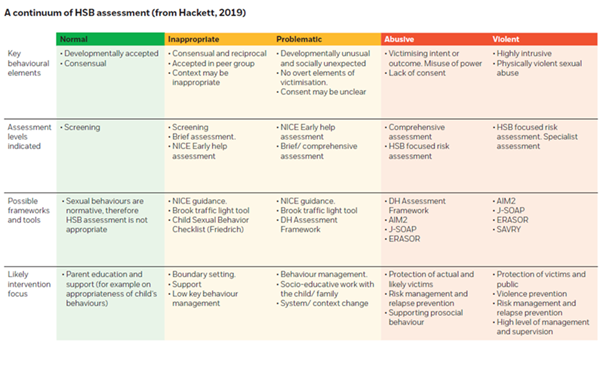 A continuum of HSB assessment (from Hackett, 2019)
Normal
Inappropriate
Problematic
Abusive
Violent
Key
behavioural
elements
• Developmentally accepted
• Consensual
• Consensual and reciprocal
• Accepted in peer group
• Context may be
inappropriate
• Developmentally unusual
and socially unexpected
• No overt elements of
victimisation.
• Consent may be unclear
• Victimising intent or
outcome. Misuse of power
• Lack of consent
• Highly intrusive
• Physically violent sexual
abuse
Assessment
levels
indicated
• Screening
• Screening
• Brief assessment.
• NICE Early help
assessment
• NICE Early help
assessment
• Brief/ comprehensive
assessment
• Comprehensive
assessment
• HSB focused risk
assessment
• HSB focused risk
assessment. Specialist
assessment
Possible
frameworks
and tools
• Sexual behaviours are
normative, therefore
HSB assessment is not
appropriate
• NICE guidance.
• Brook traffic light tool
• Child Sexual Behavior
Checklist (Friedrich)
• NICE guidance.
• Brook traffic light tool
• DH Assessment
Framework
• DH Assessment
Framework
• AIM2
• J-SOAP
• ERASOR
• AIM2
• J-SOAP
• ERASOR
• SAVRY
Likely
intervention
focus
• Parent education and
support (for example on
appropriateness of child's
behaviours)
• Boundary setting.
• Support
• Low key behaviour
management
• Behaviour management.
• Socio-educative work with
the child/ family
• System/ context change
• Protection of actual and
likely victims
• Risk management and
relapse prevention
• Supporting prosocial
behaviour
• Protection of victims and
public
• Violence prevention
• Risk management and
relapse prevention
• High level of management
and supervision